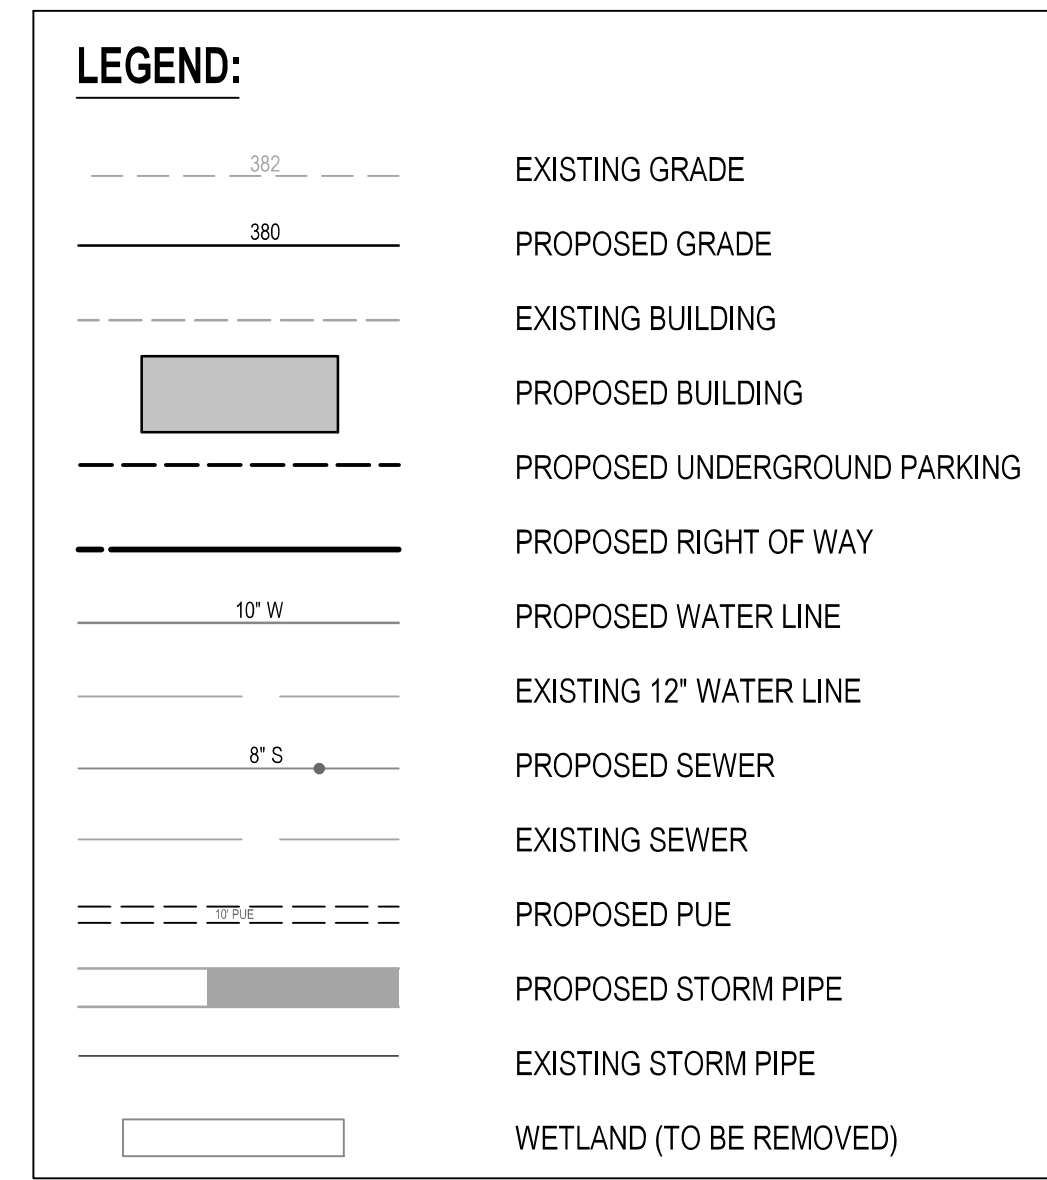 LEGEND:
382 EXISTING GRADE
380 PROPOSED GRADE
EXISTING BUILDING
PROPOSED BUILDING
PROPOSED UNDERGROUND PARKING
PROPOSED RIGHT OF WAY
10" W PROPOSED WATER LINE
EXISTING 12" WATER LINE
8" S PROPOSED SEWER
EXISTING SEWER
10' PUE PROPOSED PUE
PROPOSED STORM PIPE
EXISTING STORM PIPE
WETLAND (TO BE REMOVED)